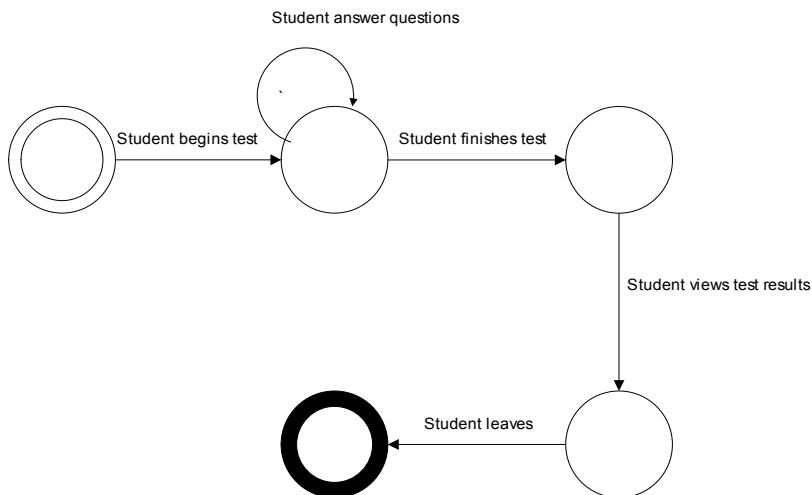 Student answer questions
Student begins test
Student finishes test
Student views test results
Student leaves